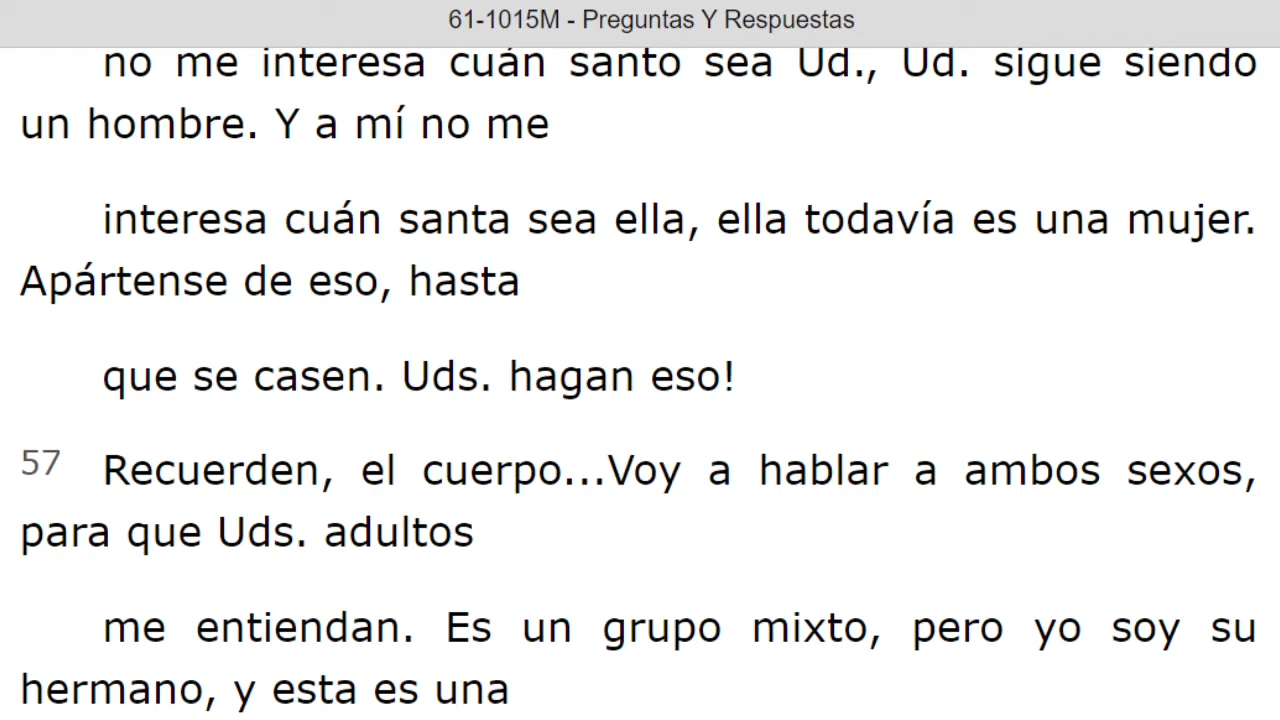 61-1015M - Preguntas Y Respuestas
no me interesa cuán santo sea Ud., Ud. sigue siendo
un hombre. Y a mí no me
interesa cuán santa sea ella, ella todavía es una mujer.
Apártense de eso, hasta
que se casen. Uds. hagan eso!
57 Recuerden, el cuerpo...Voy a hablar a ambos sexos,
para que Uds. adultos
me entiendan. Es un grupo mixto, pero yo soy su
hermano, y esta es una